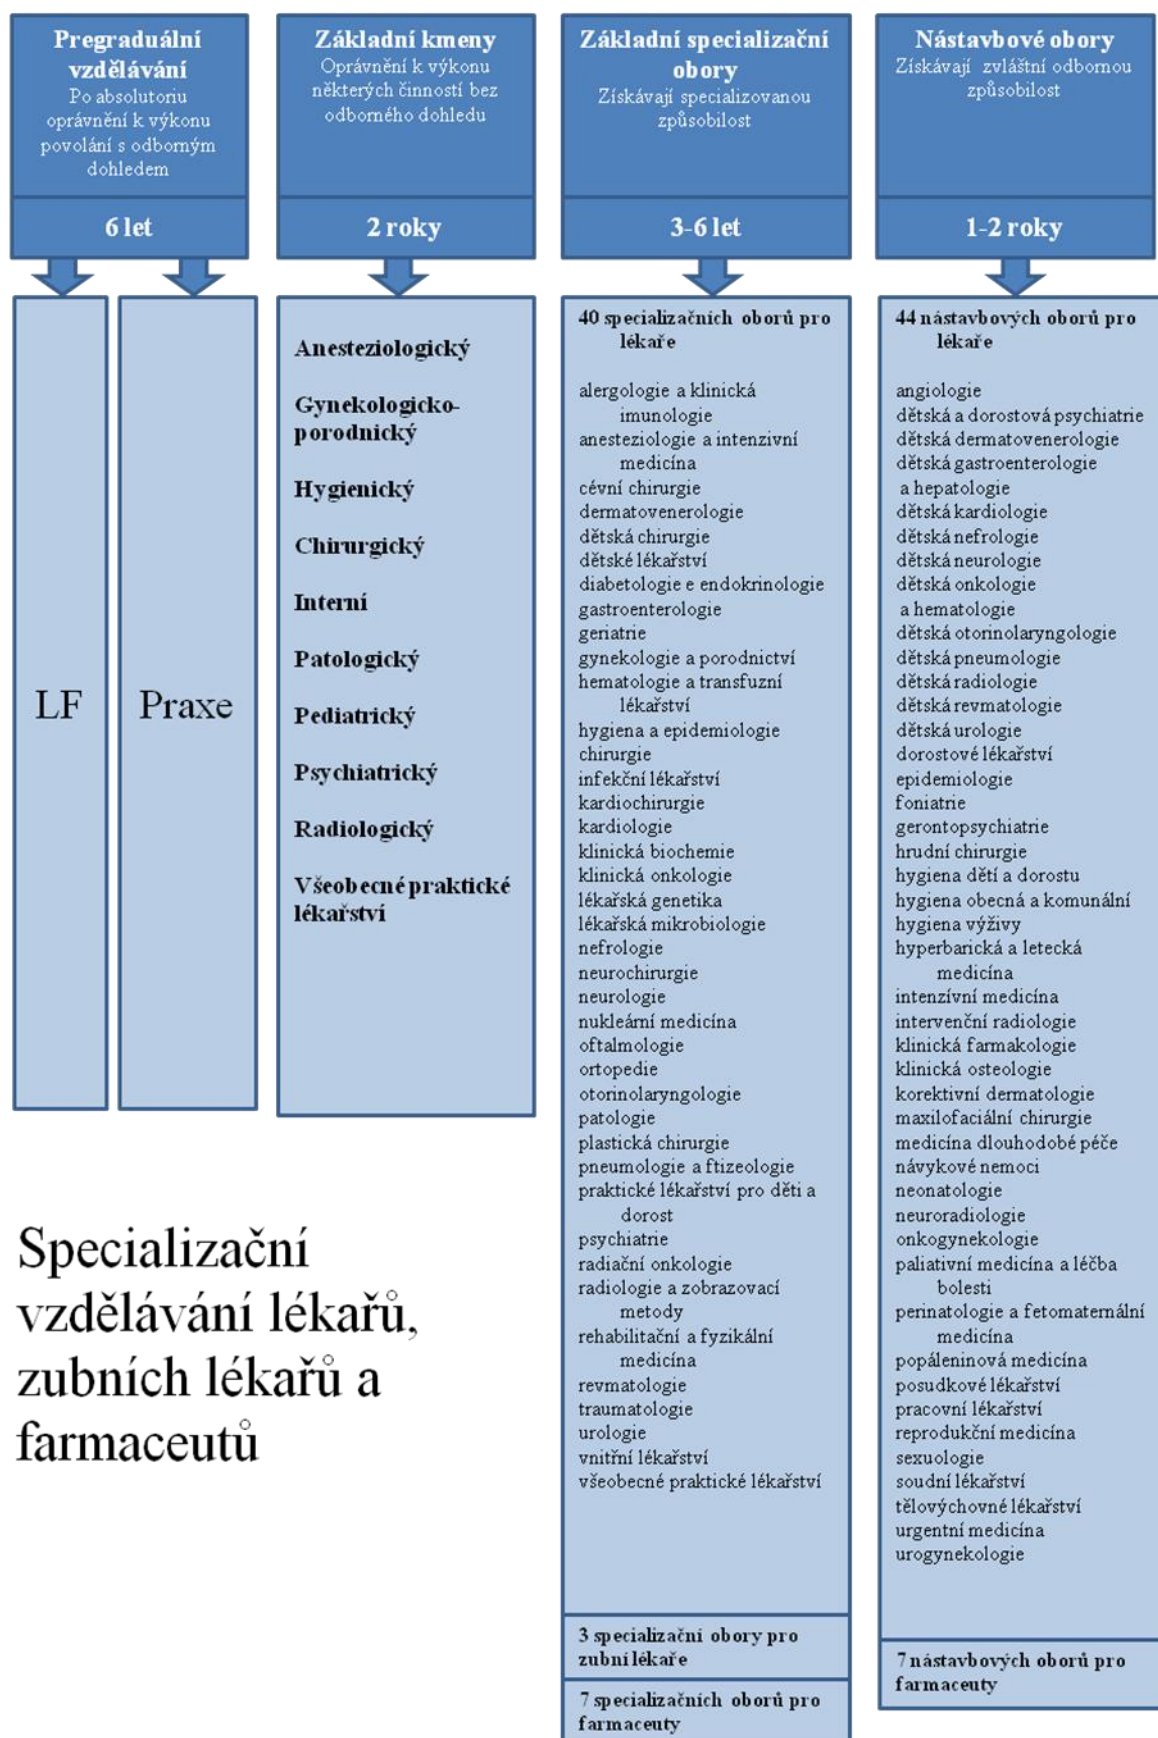 Pregraduální
vzdělávání
Po absolutoriu
oprávnění k výkonu
povolání s odborným
dohledem
6 let
LF
Praxe
Základní kmeny
Oprávnění k výkonu
některých činností bez
odborného dohledu
2 roky
Anesteziologický
Gynekologicko-
porodnický
Hygienický
Chirurgický
Interní
Patologický
Pediatrický
Psychiatrický
Radiologický
Všeobecné praktické
lékařství
Základní specializační
obory
Získávají specializovanou
způsobilost
3-6 let
40 specializačních oborů pro
lékaře
alergologie a klinická
imunologie
anesteziologie a intenzivní
medicína
cévní chirurgie
dermatovenerologie
dětská chirurgie
dětské lékařství
diabetologie e endokrinologie
gastroenterologie
geriatrie
gynekologie a porodnictví
hematologie a transfuzní
lékařství
hygiena a epidemiologie
chirurgie
infekční lékařství
kardiochirurgie
kardiologie
klinická biochemie
klinická onkologie
lékařská genetika
lékařská mikrobiologie
nefrologie
neurochirurgie
neurologie
nukleární medicína
oftalmologie
ortopedie
otorinolaryngologie
patologie
plastická chirurgie
pneumologie a ftizeologie
praktické lékařství pro děti a
dorost
psychiatrie
radiační onkologie
radiologie a zobrazovací
metody
rehabilitační a fyzikální
medicína
revmatologie
traumatologie
urologie
vnitřní lékařství
všeobecné praktické lékařství
3 specializační obory pro
zubní lékaře
7 specializačních oborů pro
farmaceuty
Nástavbové obory
Získávají zvláštní odbornou
způsobilost
1-2 roky
44 nástavbových oborů pro
lékaře
angiologie
dětská a dorostová psychiatrie
dětská dermatovenerologie
dětská gastroenterologie
a hepatologie
dětská kardiologie
dětská nefrologie
dětská neurologie
dětská onkologie
a hematologie
dětská otorinolaryngologie
dětská pneumologie
dětská radiologie
dětská revmatologie
dětská urologie
dorostové lékařství
epidemiologie
foniatrie
gerontopsychiatrie
hrudní chirurgie
hygiena dětí a dorostu
hygiena obecná a komunální
hygiena výživy
hyperbarická a letecká
medicína
intenzívní medicína
intervenční radiologie
klinická farmakologie
klinická osteologie
korektivní dermatologie
maxilofaciální chirurgie
medicína dlouhodobé péče
návykové nemoci
neonatologie
neuroradiologie
onkogynekologie
paliativní medicína a léčba
bolesti
perinatologie a fetomaternální
medicína
popáleninová medicína
posudkové lékařství
pracovní lékařství
reprodukční medicína
sexuologie
soudní lékařství
tělovýchovné lékařství
urgentní medicína
urogynekologie
7 nástavbových oborů pro
farmaceuty
Specializační
vzdělávání lékařů,
zubních lékařů a
farmaceutů